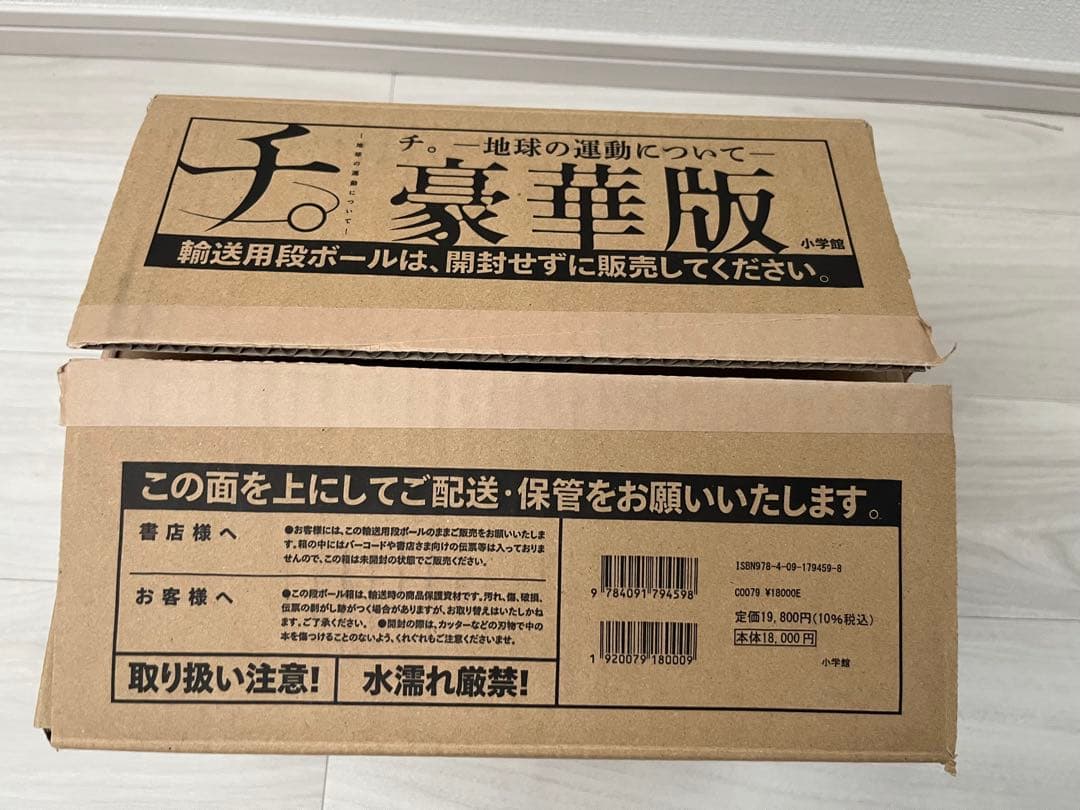 チ。
―地球の運動について―
チ。―地球の運動について―
豪華版
小学館
輸送用段ボールは、開封せずに販売してください。
この面を上にしてご配送・保管をお願いいたします。
書店様へ
●お客様には、この輸送用段ボールのままご販売をお願いいたしま
す。箱の中にはバーコードや書店さま向けの伝票等は入っておりま
せんので、この箱は未開封の状態でご販売ください。
お客様へ
●この段ボール箱は、輸送時の商品保護資材です。汚れ、傷、破損、
伝票の剥がし跡がつく場合がありますが、お取り替えはいたしかね
ます。ご了承ください。 ●開封の際は、カッターなどの刃物で中の
本を傷つけることのないよう、くれぐれもご注意くださいませ。
取り扱い注意!
水濡れ厳禁!
9 784091 794598
1 920079 180009
ISBN978-4-09-179459-8
C0079 ¥18000E
定価19,800円(10%税込)
本体18,000円
小学館